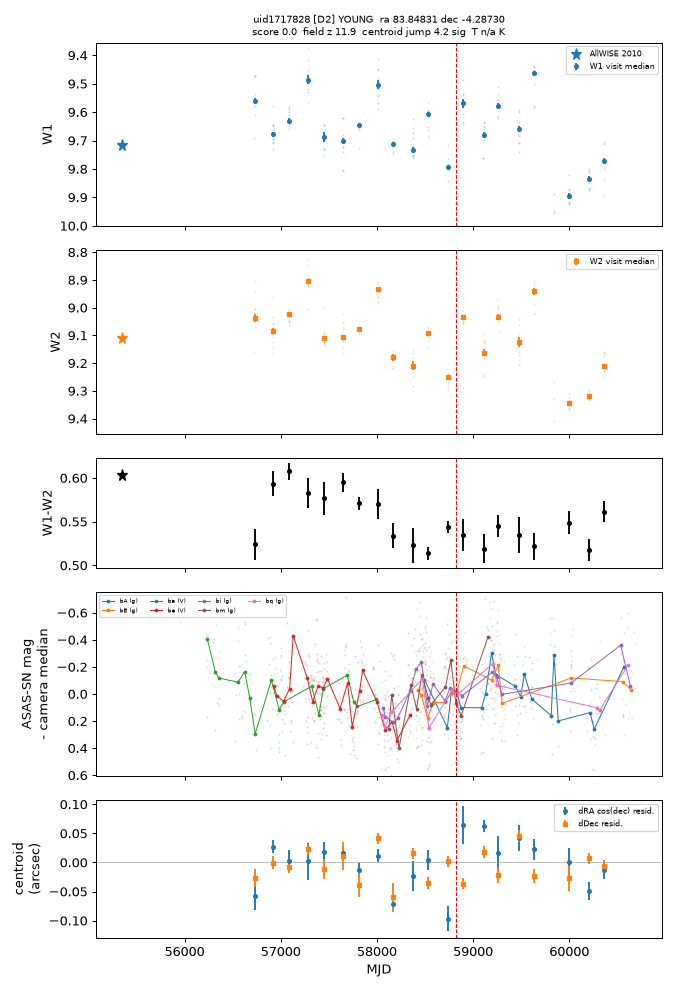 uid1717828 [D2] YOUNG  ra 83.84831 dec -4.28730
score 0.0  field z 11.9  centroid jump 4.2 sig  T n/a K
AllWISE 2010
W1 visit median
9.4
9.5
9.6
9.7
9.8
9.9
10.0
W1
W2 visit median
8.8
8.9
9.0
9.1
9.2
9.3
9.4
W2
0.60
0.55
0.50
W1-W2
bA (g)
bE (g)
ba (V)
be (V)
bi (g)
bm (g)
bq (g)
−0.6
−0.4
−0.2
0.0
0.2
0.4
0.6
ASAS-SN mag
- camera median
dRA cos(dec) resid.
dDec resid.
0.10
0.05
0.00
−0.05
−0.10
centroid
(arcsec)
56000
57000
58000
59000
60000
MJD